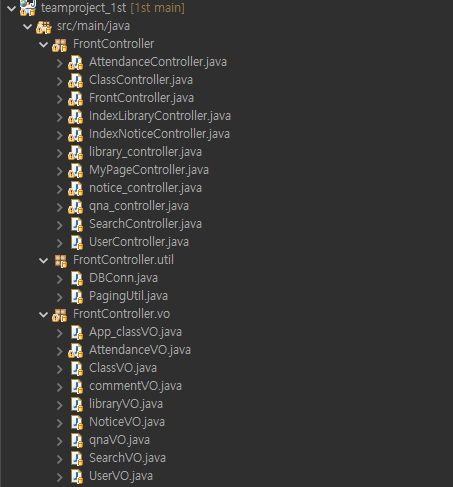 teamproject_1st [1st main]
src/main/java
FrontController
AttendanceController.java
ClassController.java
FrontController.java
IndexLibraryController.java
IndexNoticeController.java
library_controller.java
MyPageController.java
notice_controller.java
qna_controller.java
SearchController.java
UserController.java
FrontController.util
DBConn.java
PagingUtil.java
FrontController.vo
App_classVO.java
AttendanceVO.java
ClassVO.java
commentVO.java
libraryVO.java
NoticeVO.java
qnaVO.java
SearchVO.java
UserVO.java